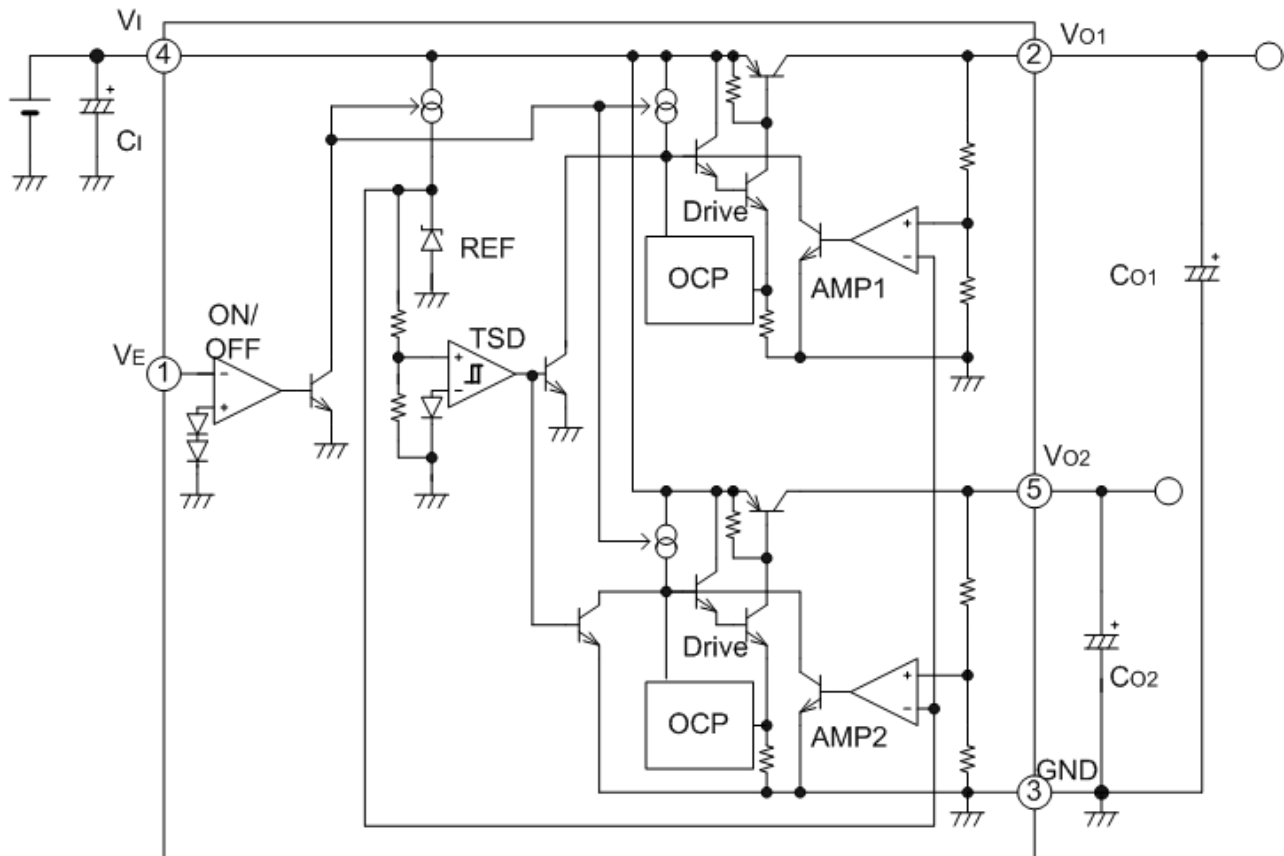 VI
4
2
VO1
+
CI
Drive
REF
OCP
+
-
AMP1
CO1
+
ON/
OFF
VE
1
-
+
TSD
+
-
VO2
5
Drive
OCP
+
-
AMP2
+
CO2
GND
3